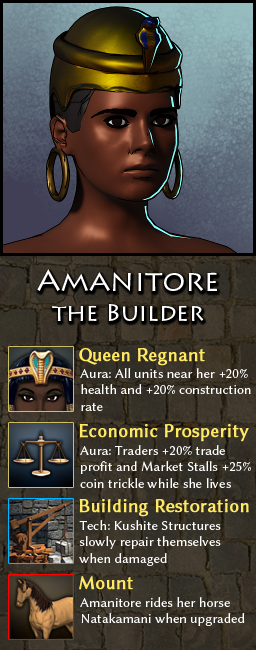 Amanitore
the Builder
Queen Regnant
Aura: All units near her +20%
health and +20% construction
rate
Economic Prosperity
Aura: Traders +20% trade
profit and Market Stalls +25%
coin trickle while she lives
Building Restoration
Tech: Kushite Structures
slowly repair themselves
when damaged
Mount
Amanitore rides her horse
Natakamani when upgraded